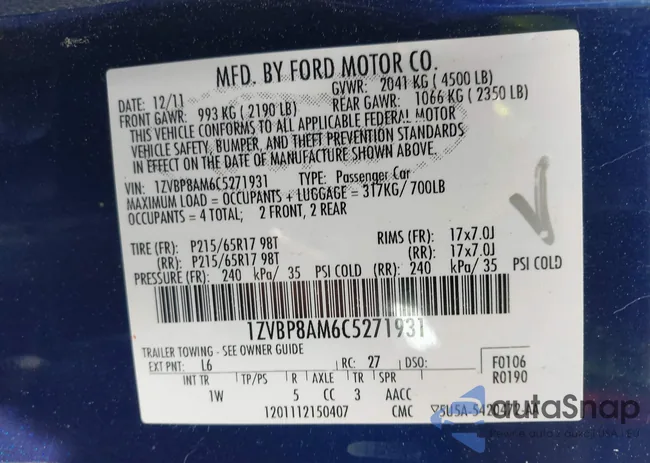 MFD. BY FORD MOTOR CO.
DATE: 12/11 GVWR: 2041 KG ( 4500 LB)
FRONT GAWR: 993 KG ( 2190 LB) REAR GAWR: 1066 KG ( 2350 LB)
THIS VEHICLE CONFORMS TO ALL APPLICABLE FEDERAL MOTOR
VEHICLE SAFETY, BUMPER, AND THEFT PREVENTION STANDARDS
IN EFFECT ON THE DATE OF MANUFACTURE SHOWN ABOVE.
VIN: 1ZVBP8AM6C5271931 TYPE: Passenger Car
MAXIMUM LOAD = OCCUPANTS + LUGGAGE = 317KG/ 700LB
OCCUPANTS = 4 TOTAL; 2 FRONT, 2 REAR
TIRE (FR): P215/65R17 98T RIMS (FR): 17x7.0J
(RR): P215/65R17 98T (RR): 17x7.0J
PRESSURE (FR): 240 kPa/ 35 PSI COLD (RR): 240 kPa/ 35 PSI COLD
1ZVBP8AM6C5271931
TRAILER TOWING - SEE OWNER GUIDE
EXT PNT: L6 RC: 27 DSO: F0106
R0190
INT TR TP/PS R AXLE TR SPR
1W 5 CC 3 AACC
1201112150407 CMC
autoSnap